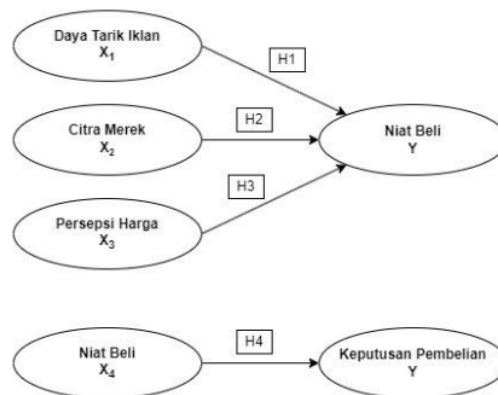 Daya Tarik Iklan
X₁
H1
Citra Merek
X₂
H2
Niat Beli
Y
Persepsi Harga
X₃
H3
Niat Beli
X₄
H4
Keputusan Pembelian
Y